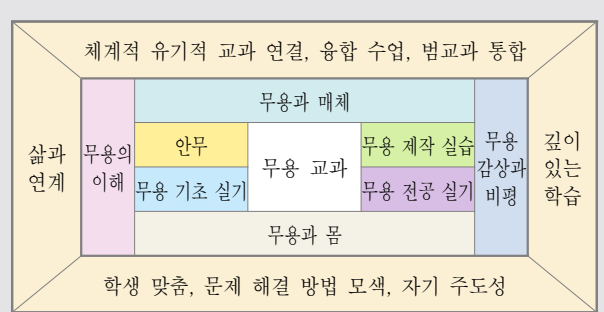 체계적 유기적 교과 연결, 융합 수업, 범교과 통합
삶과
연계
무용의
이해
무용과 매체
안무
무용 기초 실기
무용 교과
무용 제작 실습
무용 전공 실기
무용과 몸
무용
감상과
비평
깊이
있는
학습
학생 맞춤, 문제 해결 방법 모색, 자기 주도성